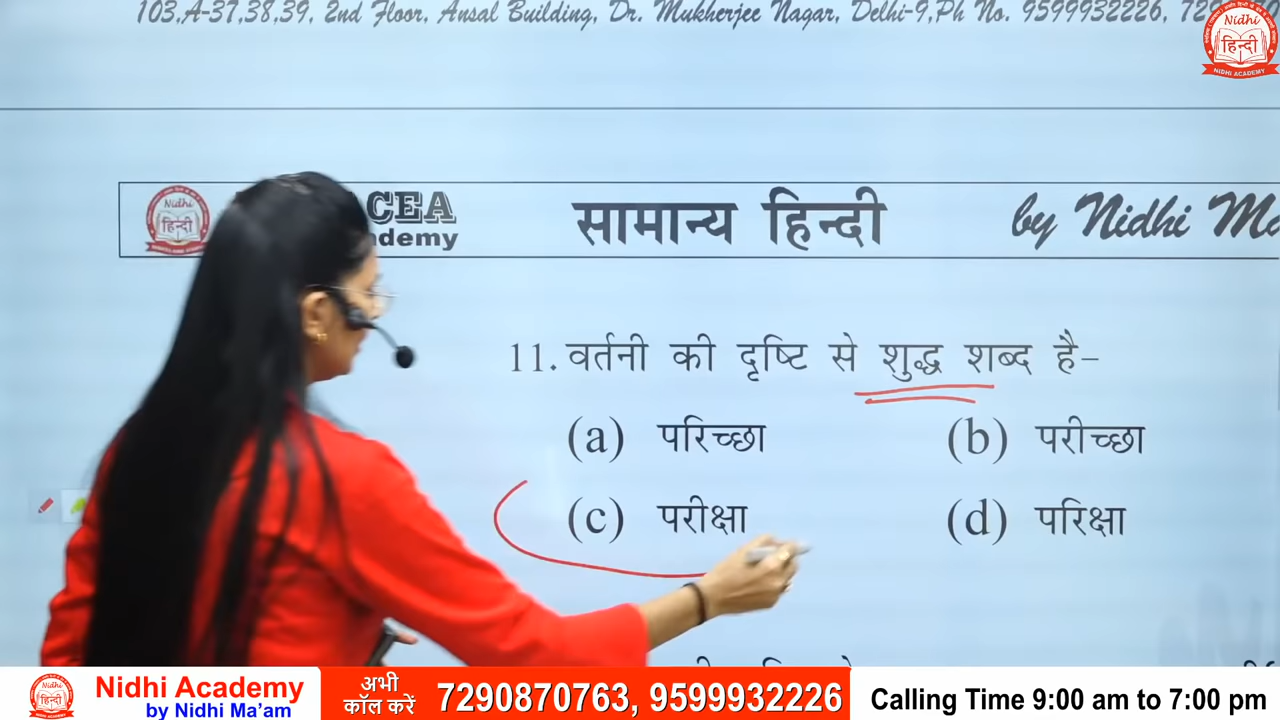 103,A-37,38,39, 2nd Floor, Ansal Building, Dr. Mukherjee Nagar, Delhi-9,Ph No. 9599932226,
Nidhi
हिन्दी
NIDHI ACADEMY
Nidhi
हिन्दी
CEA
demy
सामान्य हिन्दी
by Nidhi
11. वर्तनी की दृष्टि से शुद्ध शब्द है–
(a) परिच्छा
(b) परीच्छा
(c) परीक्षा
(d) परिक्षा
हिन्दी
Nidhi Academy
by Nidhi Ma'am
अभी
कॉल करें
7290870763, 9599932226
Calling Time 9:00 am to 7:00 pm